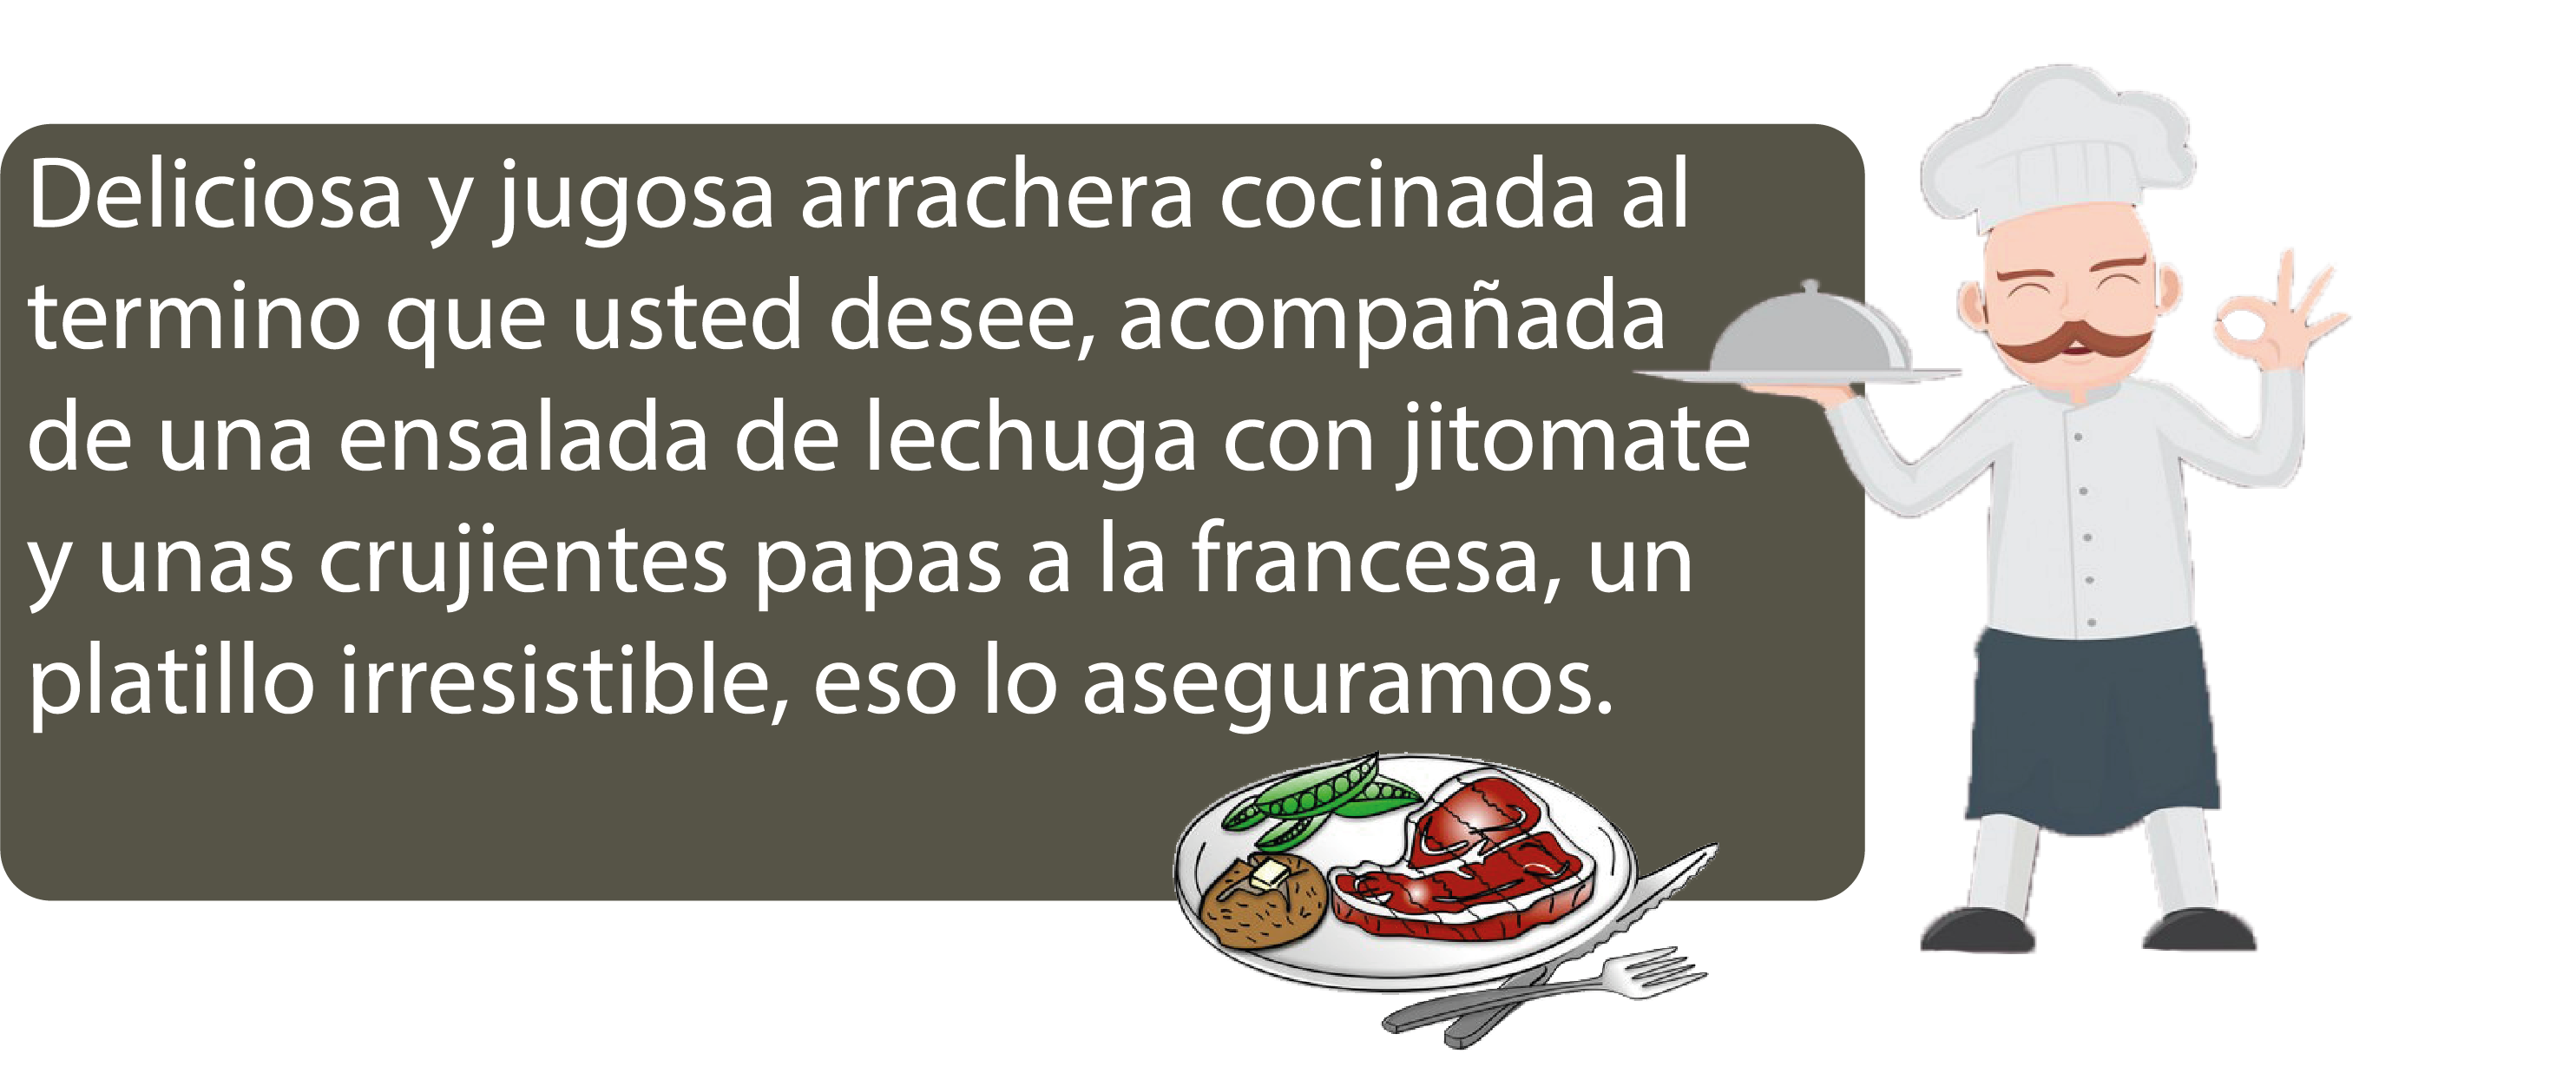 Deliciosa y jugosa arrachera cocinada al
termino que usted desee, acompañada
de una ensalada de lechuga con jitomate
y unas crujientes papas a la francesa, un
platillo irresistible, eso lo aseguramos.